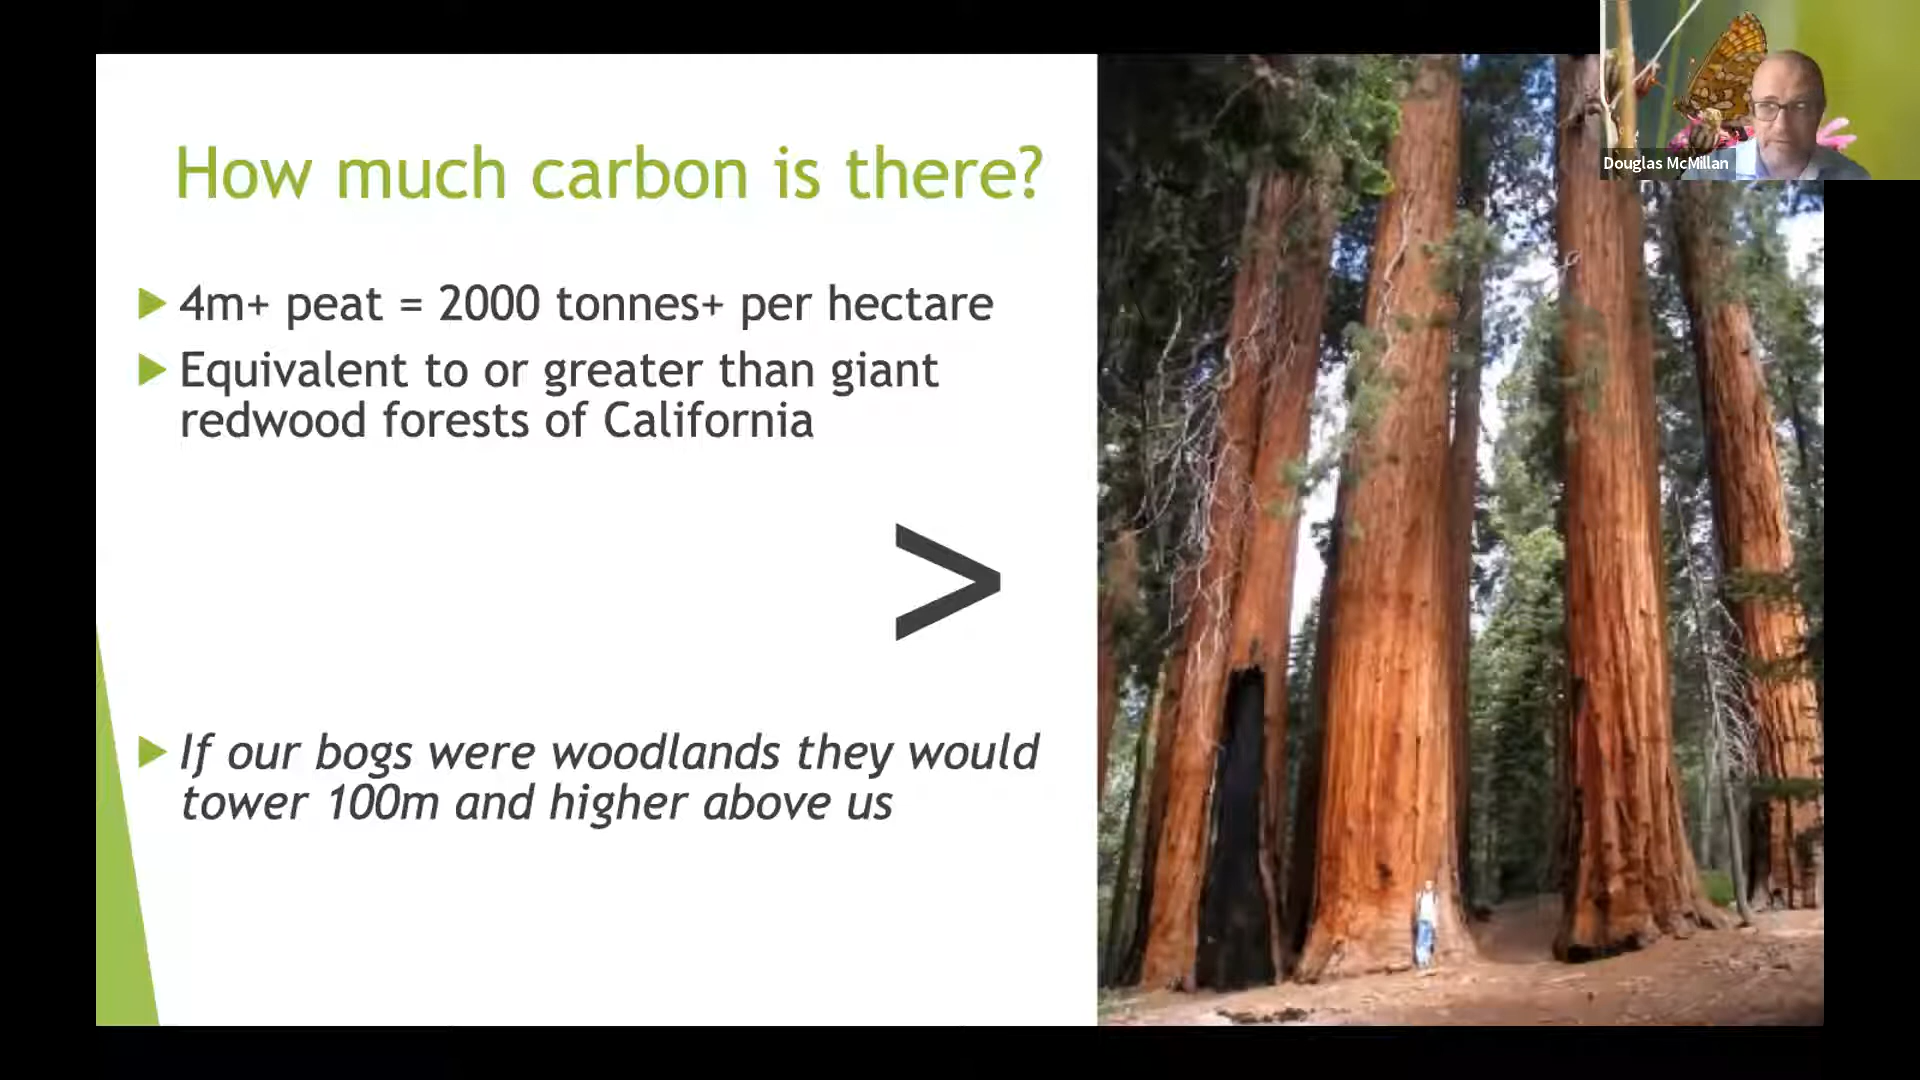 How much carbon is there?
4m+ peat = 2000 tonnes+ per hectare
Equivalent to or greater than giant
redwood forests of California
>
If our bogs were woodlands they would
tower 100m and higher above us
Douglas McMillan